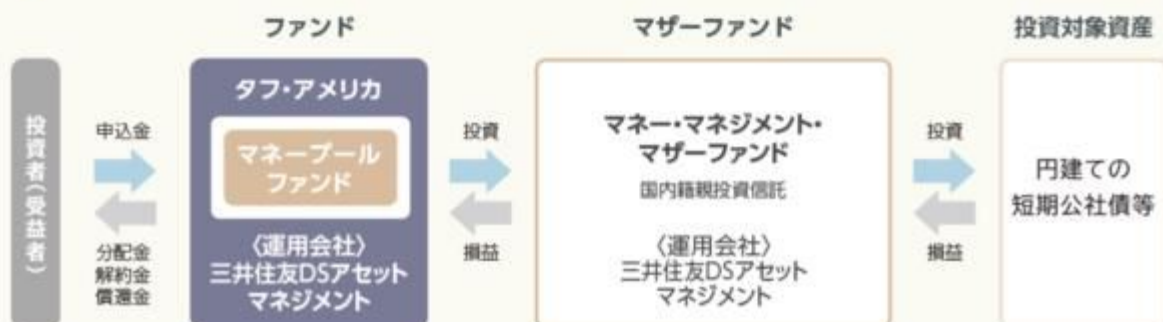 ファンド
マザーファンド
投資対象資産
投資者（受益者）
申込金
分配金
解約金
償還金
タフ・アメリカ
マネープール
ファンド
〈運用会社〉
三井住友DSアセット
マネジメント
投資
損益
マネー・マネジメント・
マザーファンド
国内籍親投資信託
〈運用会社〉
三井住友DSアセット
マネジメント
投資
損益
円建ての
短期公社債等